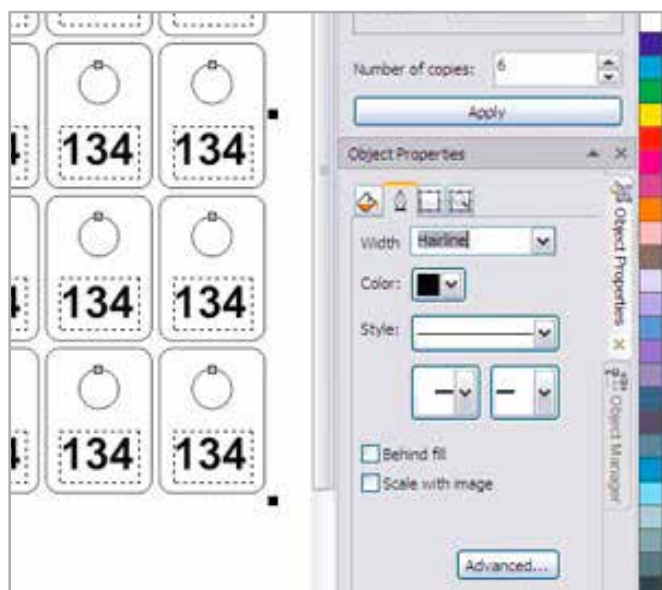 Number of copies: 6
Apply
134 134
Object Properties
Width Hairline
Color:
134 134
Style:
134 134
Behind fill
Scale with image
Advanced...
Object Properties
Object Manager